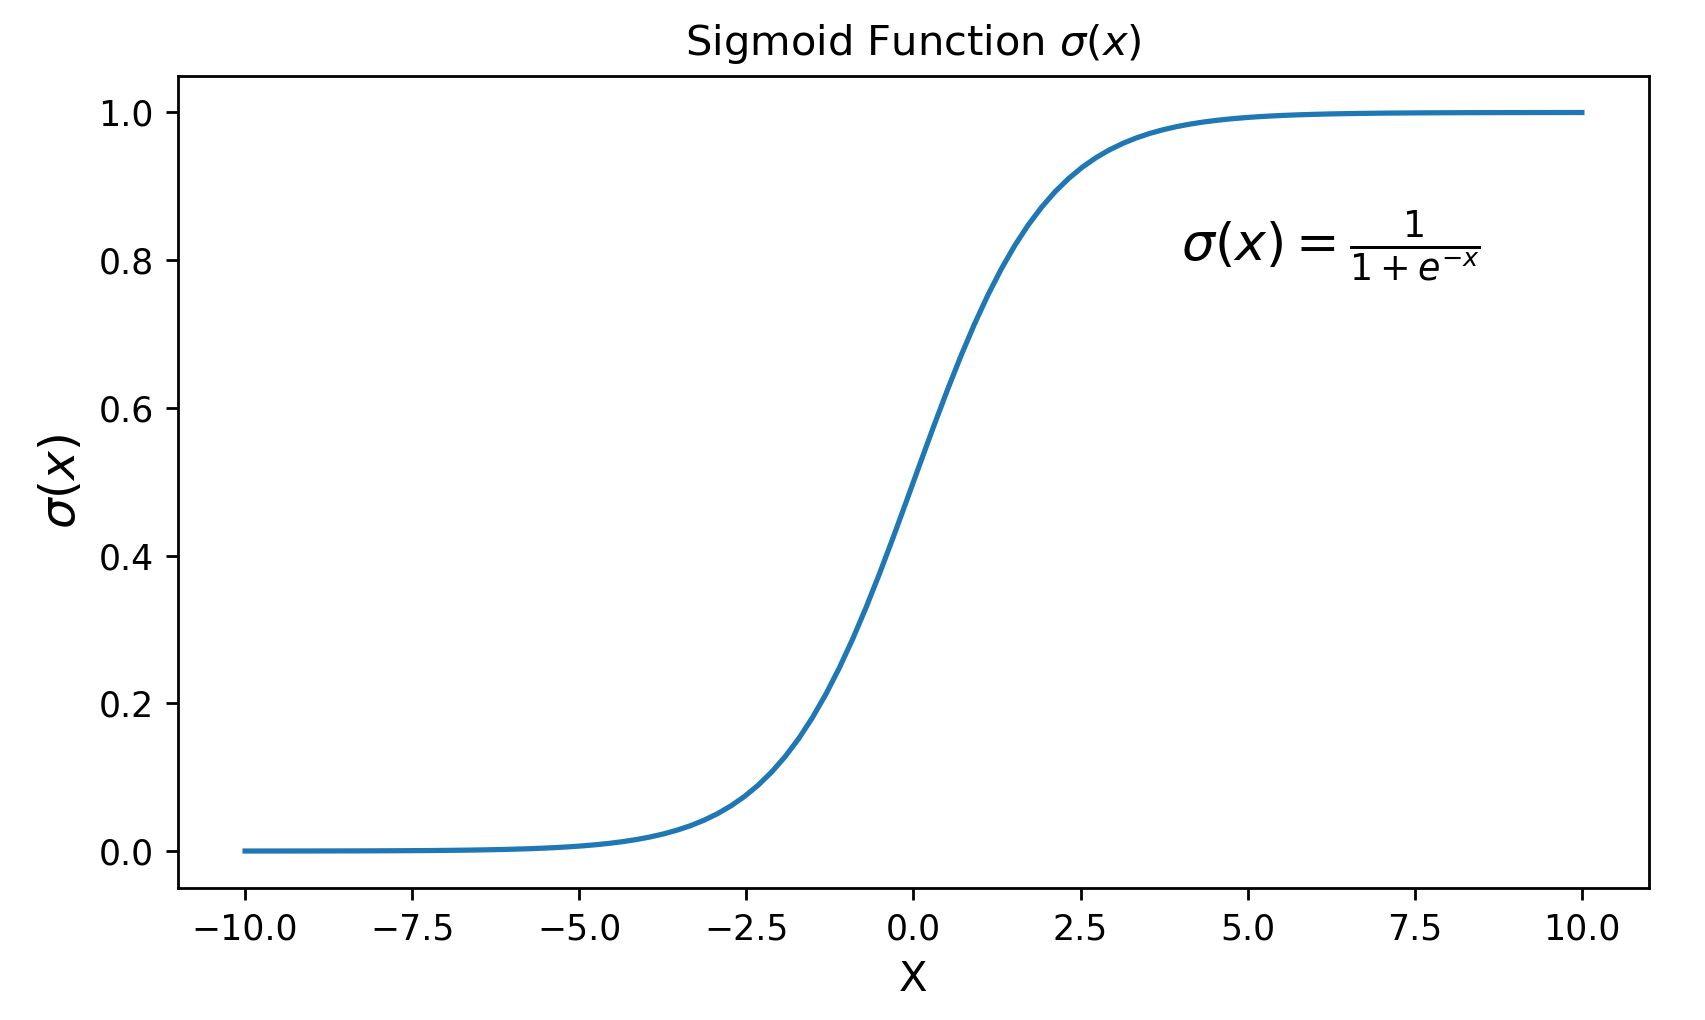 Sigmoid Function σ(x)
1.0
0.8
0.6
0.4
0.2
0.0
σ(x)
σ(x) = 1/(1 + e^{−x})
−10.0 −7.5 −5.0 −2.5 0.0 2.5 5.0 7.5 10.0
X